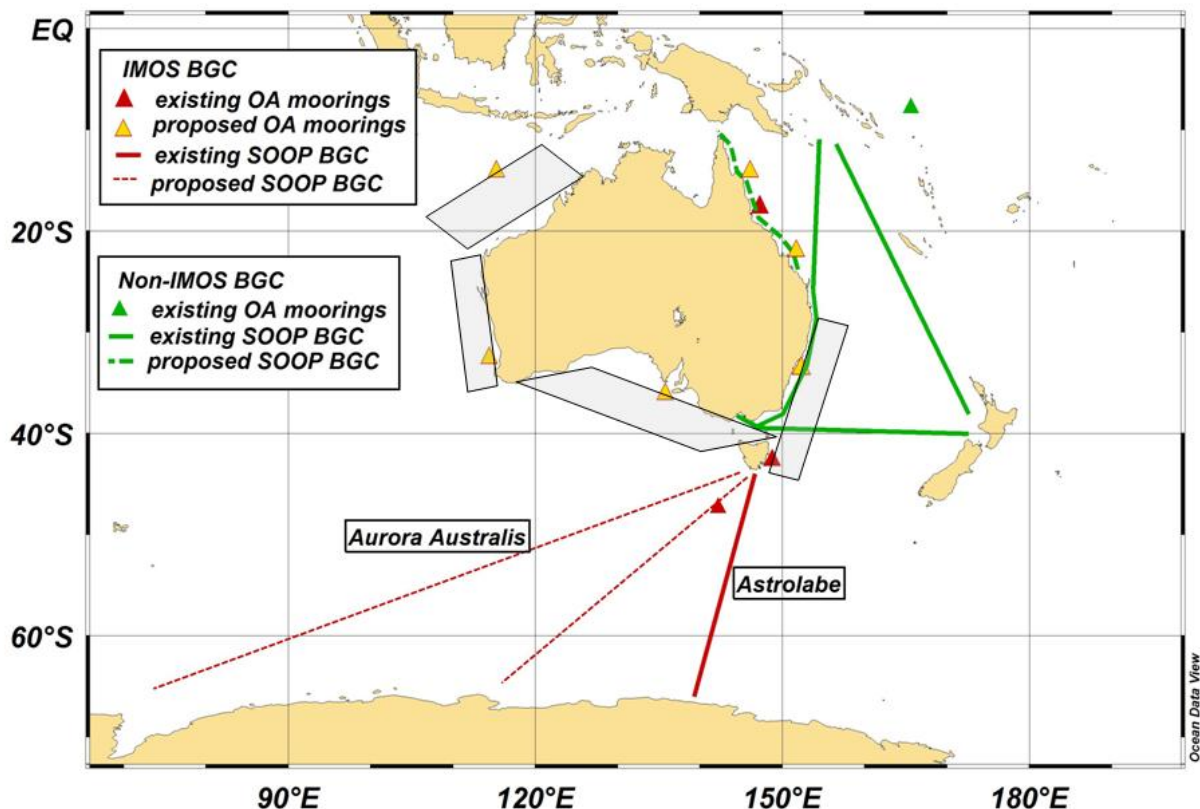 EQ
20°S
40°S
60°S
IMOS BGC
existing OA moorings
proposed OA moorings
existing SOOP BGC
proposed SOOP BGC
Non-IMOS BGC
existing OA moorings
existing SOOP BGC
proposed SOOP BGC
Aurora Australis
Astrolabe
Ocean Data View
90°E
120°E
150°E
180°E